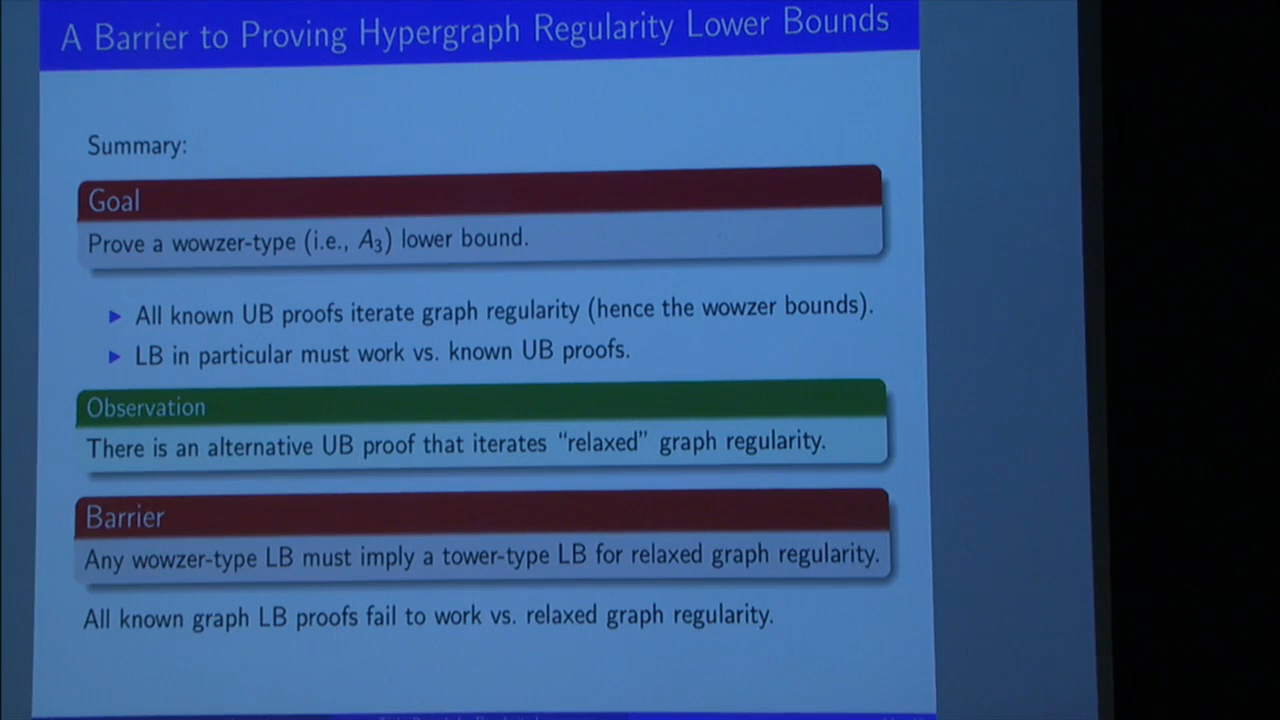 A Barrier to Proving Hypergraph Regularity Lower Bounds
Summary:
Goal
Prove a wowzer-type (i.e., A₃) lower bound.
▶ All known UB proofs iterate graph regularity (hence the wowzer bounds).
▶ LB in particular must work vs. known UB proofs.
Observation
There is an alternative UB proof that iterates “relaxed” graph regularity.
Barrier
Any wowzer-type LB must imply a tower-type LB for relaxed graph regularity.
All known graph LB proofs fail to work vs. relaxed graph regularity.